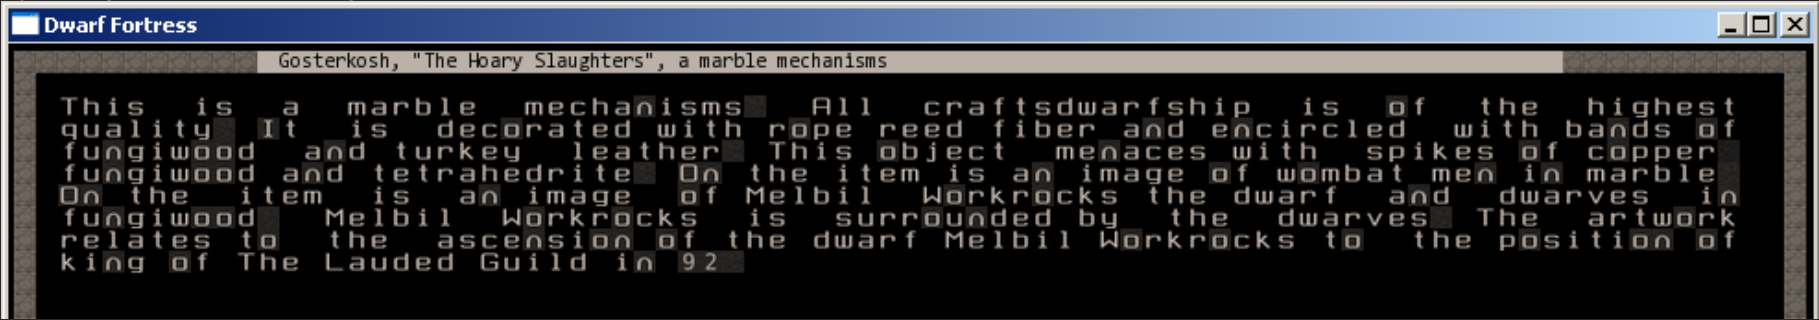 Dwarf Fortress
Gosterkosh, "The Hoary Slaughters", a marble mechanisms
This is a marble mechanisms All craftsdwarfship is of the highest
quality It is decorated with rope reed fiber and encircled with bands of
fungiwood and turkey leather This object menaces with spikes of copper
fungiwood and tetrahedrite On the item is an image of wombat men in marble
On the item is an image of Melbil Workrocks the dwarf and dwarves in
fungiwood Melbil Workrocks is surrounded by the dwarves The artwork
relates to the ascension of the dwarf Melbil Workrocks to the position of
king of The Lauded Guild in 92